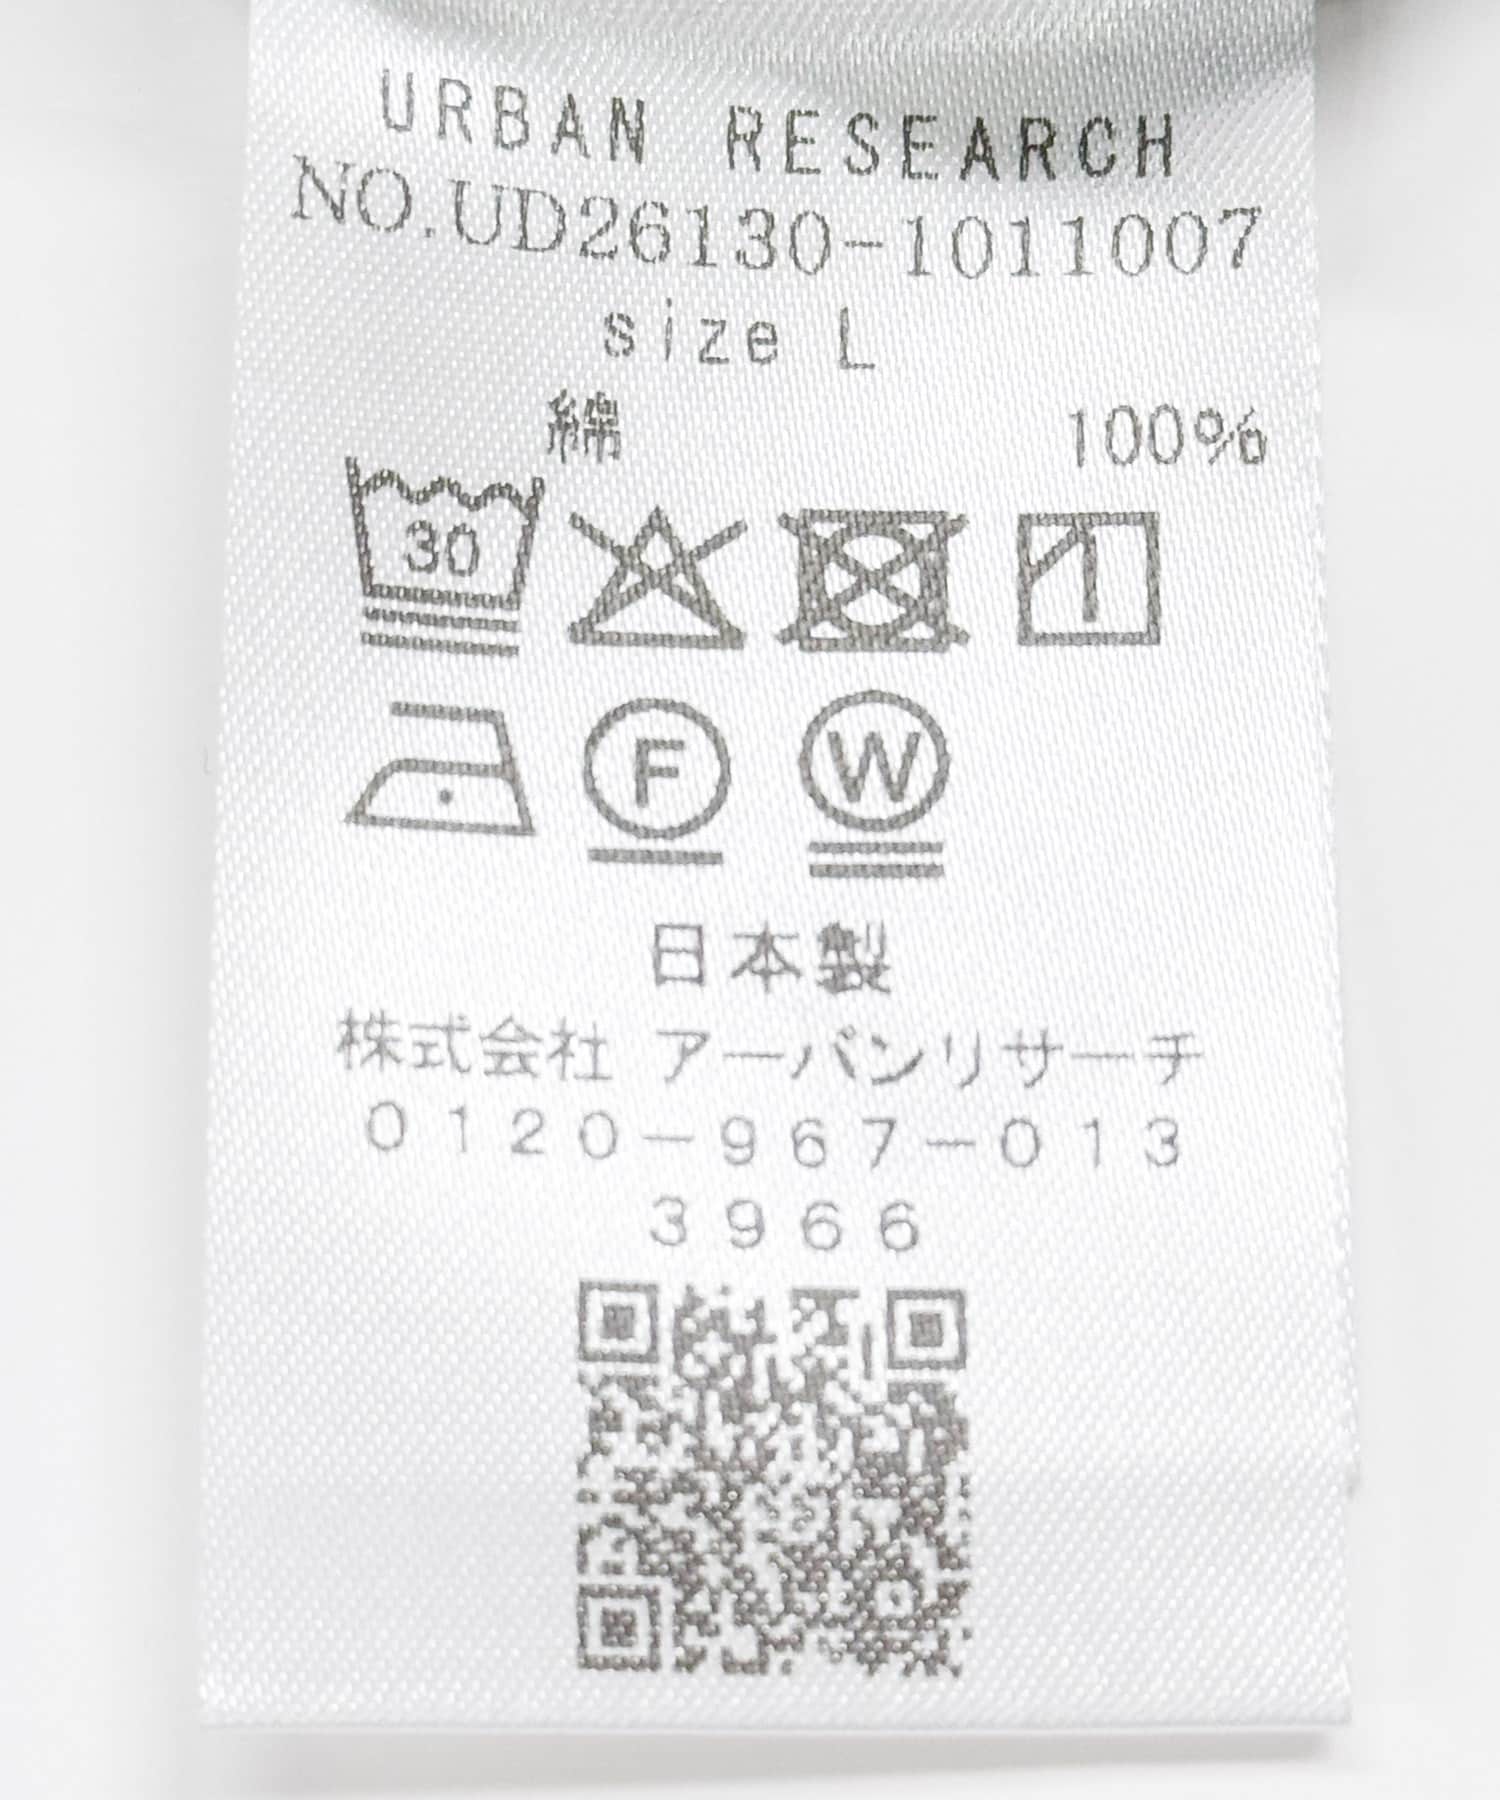 URBAN RESEARCH
NO.UD26130-1011007
size L
綿 100%
30
F W
日本製
株式会社 アーバンリサーチ
0120-967-013
3966